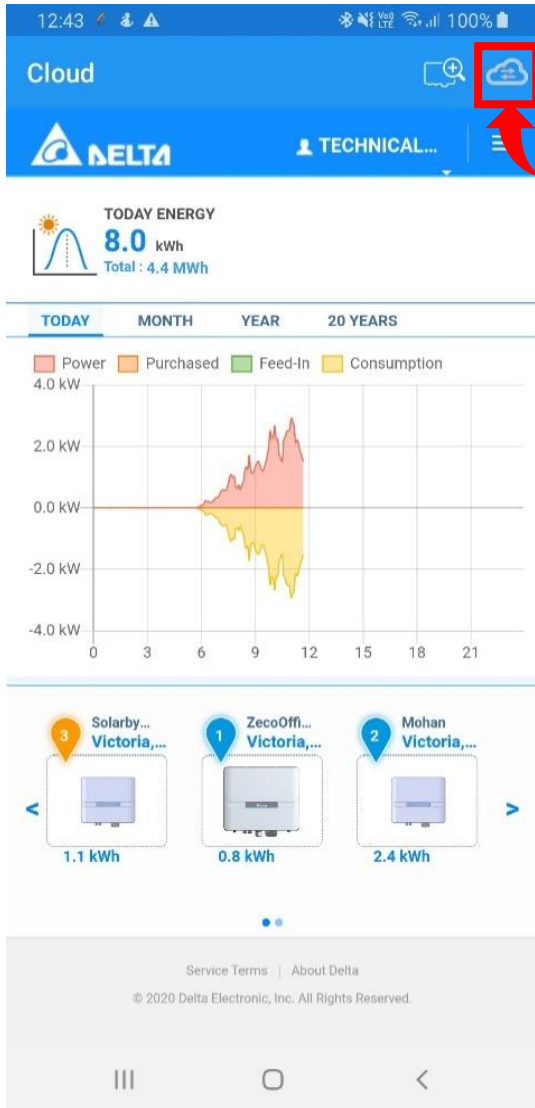 12:43 Vo)) LTE 100%
Cloud
DELTA TECHNICAL...
TODAY ENERGY
8.0 kWh
Total : 4.4 MWh
TODAY MONTH YEAR 20 YEARS
Power Purchased Feed-In Consumption
4.0 kW
2.0 kW
0.0 kW
-2.0 kW
-4.0 kW
0 3 6 9 12 15 18 21
3 Solarby... 1 ZecoOffi... 2 Mohan
Victoria,... Victoria,... Victoria,...
< >
1.1 kWh 0.8 kWh 2.4 kWh
Service Terms | About Delta
© 2020 Delta Electronic, Inc. All Rights Reserved.